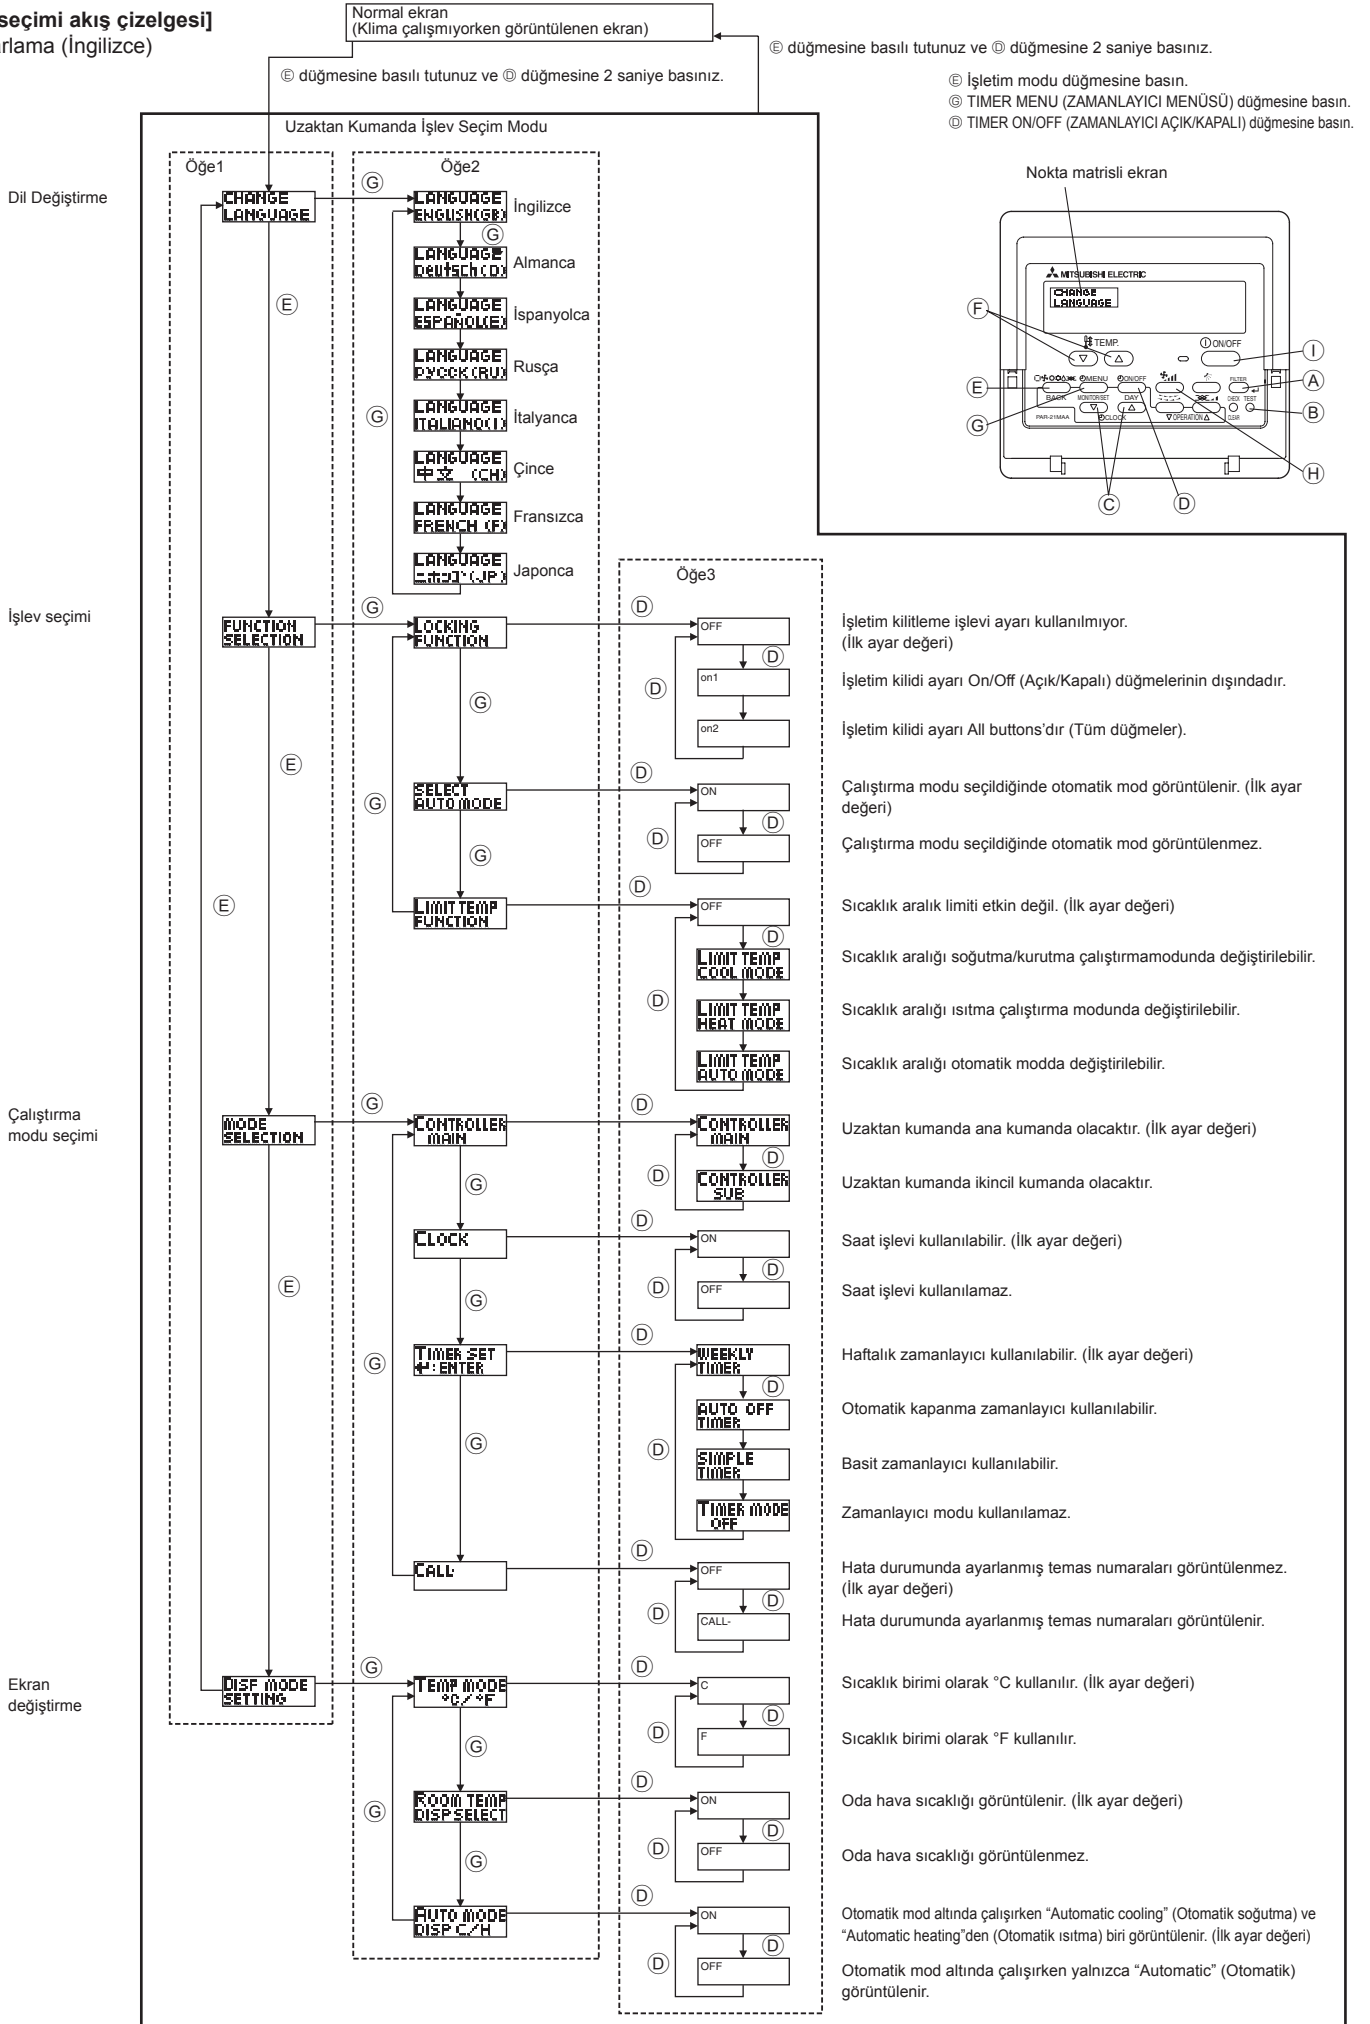 seçimi akış çizelgesi]
arlama (İngilizce)
Normal ekran
(Klima çalışmıyorken görüntülenen ekran)
Ⓔ düğmesine basılı tutunuz ve Ⓓ düğmesine 2 saniye basınız.
Ⓔ düğmesine basılı tutunuz ve Ⓓ düğmesine 2 saniye basınız.
Ⓔ İşletim modu düğmesine basın.
Ⓖ TIMER MENU (ZAMANLAYICI MENÜSÜ) düğmesine basın.
Ⓓ TIMER ON/OFF (ZAMANLAYICI AÇIK/KAPALI) düğmesine basın.
Nokta matrisli ekran
MITSUBISHI ELECTRIC
CHANGE
LANGUAGE
TEMP.
ON/OFF
MENU
ON/OFF
FILTER
BACK
MONITOR/SET
DAY
CHECK TEST
PAR-21MAA
CLOCK
▽ OPERATION △
CLEAR
Ⓕ
Ⓔ
Ⓖ
Ⓘ
Ⓐ
Ⓑ
Ⓗ
Ⓒ
Ⓓ
Uzaktan Kumanda İşlev Seçim Modu
Öğe1
Öğe2
Öğe3
Dil Değiştirme
CHANGE
LANGUAGE
Ⓖ
LANGUAGE
ENGLISH(GB)
İngilizce
Ⓖ
LANGUAGE
Deutsch(D)
Almanca
Ⓔ
LANGUAGE
ESPAÑOL(E)
İspanyolca
LANGUAGE
РУССК(RU)
Rusça
Ⓖ
LANGUAGE
ITALIANO(I)
İtalyanca
LANGUAGE
中文 (CH)
Çince
LANGUAGE
FRENCH (F)
Fransızca
LANGUAGE
ニホンゴ(JP)
Japonca
İşlev seçimi
FUNCTION
SELECTION
Ⓖ
LOCKING
FUNCTION
Ⓓ
OFF
İşletim kilitleme işlevi ayarı kullanılmıyor.
(İlk ayar değeri)
Ⓓ
Ⓓ
on1
İşletim kilidi ayarı On/Off (Açık/Kapalı) düğmelerinin dışındadır.
Ⓖ
on2
İşletim kilidi ayarı All buttons’dır (Tüm düğmeler).
Ⓔ
Ⓖ
SELECT
AUTO MODE
Ⓓ
ON
Çalıştırma modu seçildiğinde otomatik mod görüntülenir. (İlk ayar
değeri)
Ⓓ
Ⓓ
OFF
Çalıştırma modu seçildiğinde otomatik mod görüntülenmez.
Ⓖ
Ⓔ
LIMIT TEMP
FUNCTION
Ⓓ
OFF
Sıcaklık aralık limiti etkin değil. (İlk ayar değeri)
Ⓓ
LIMIT TEMP
COOL MODE
Sıcaklık aralığı soğutma/kurutma çalıştırmamodunda değiştirilebilir.
Ⓓ
LIMIT TEMP
HEAT MODE
Sıcaklık aralığı ısıtma çalıştırma modunda değiştirilebilir.
LIMIT TEMP
AUTO MODE
Sıcaklık aralığı otomatik modda değiştirilebilir.
Çalıştırma
modu seçimi
MODE
SELECTION
Ⓖ
CONTROLLER
MAIN
Ⓓ
CONTROLLER
MAIN
Uzaktan kumanda ana kumanda olacaktır. (İlk ayar değeri)
Ⓓ
Ⓓ
CONTROLLER
SUB
Uzaktan kumanda ikincil kumanda olacaktır.
Ⓖ
CLOCK
Ⓓ
ON
Saat işlevi kullanılabilir. (İlk ayar değeri)
Ⓓ
Ⓓ
OFF
Saat işlevi kullanılamaz.
Ⓔ
Ⓖ
TIMER SET
↵:ENTER
Ⓓ
WEEKLY
TIMER
Haftalık zamanlayıcı kullanılabilir. (İlk ayar değeri)
Ⓖ
Ⓓ
AUTO OFF
TIMER
Otomatik kapanma zamanlayıcı kullanılabilir.
Ⓖ
Ⓓ
SIMPLE
TIMER
Basit zamanlayıcı kullanılabilir.
TIMER MODE
OFF
Zamanlayıcı modu kullanılamaz.
CALL-
Ⓓ
OFF
Hata durumunda ayarlanmış temas numaraları görüntülenmez.
(İlk ayar değeri)
Ⓓ
Ⓓ
CALL-
Hata durumunda ayarlanmış temas numaraları görüntülenir.
Ekran
değiştirme
DISP MODE
SETTING
Ⓖ
TEMP MODE
°C/°F
Ⓓ
C
Sıcaklık birimi olarak °C kullanılır. (İlk ayar değeri)
Ⓓ
Ⓓ
F
Sıcaklık birimi olarak °F kullanılır.
Ⓖ
Ⓖ
ROOM TEMP
DISP SELECT
Ⓓ
ON
Oda hava sıcaklığı görüntülenir. (İlk ayar değeri)
Ⓓ
Ⓓ
OFF
Oda hava sıcaklığı görüntülenmez.
Ⓖ
AUTO MODE
DISP C/H
Ⓓ
ON
Otomatik mod altında çalışırken “Automatic cooling” (Otomatik soğutma) ve
“Automatic heating”den (Otomatik ısıtma) biri görüntülenir. (İlk ayar değeri)
Ⓓ
Ⓓ
OFF
Otomatik mod altında çalışırken yalnızca “Automatic” (Otomatik)
görüntülenir.